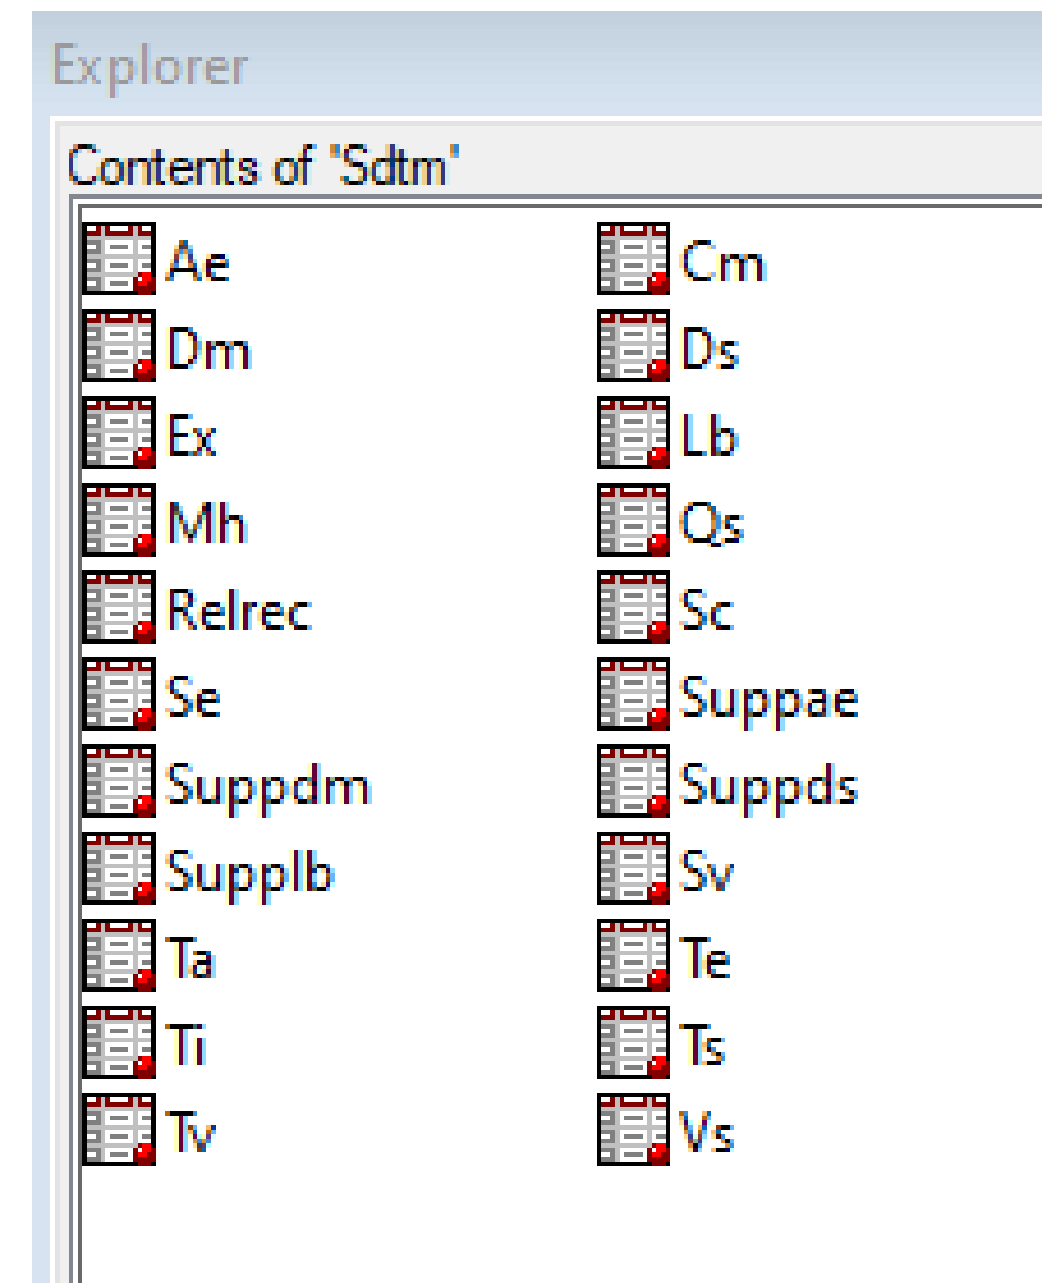 Explorer
Contents of 'Sdtm'
Ae Cm
Dm Ds
Ex Lb
Mh Qs
Relrec Sc
Se Suppae
Suppdm Suppds
Supplb Sv
Ta Te
Ti Ts
Tv Vs